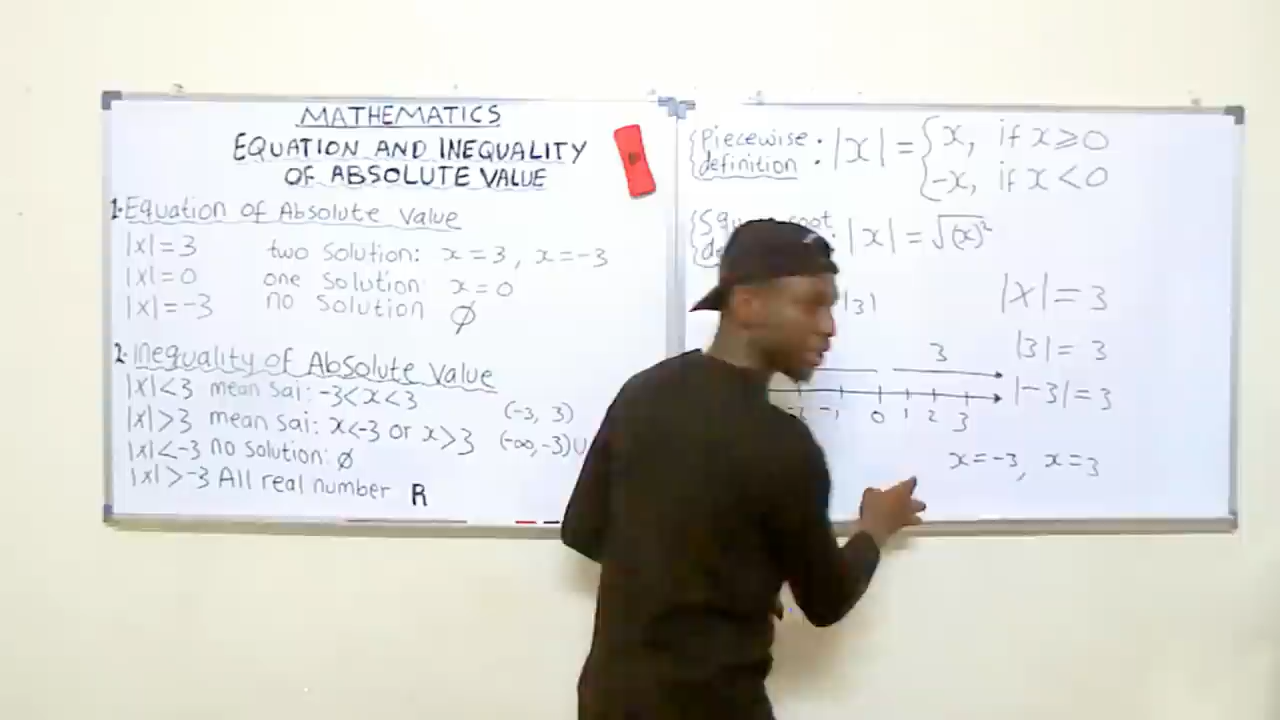 MATHEMATICS
EQUATION AND INEQUALITY
OF ABSOLUTE VALUE
1. Equation of Absolute Value
|x|=3 two solution: x=3, x=-3
|x|=0 one solution: x=0
|x|=-3 no solution ∅
2. Inequality of Absolute Value
|x|<3 mean sai: -3<x<3 (-3, 3)
|x|>3 mean sai: x<-3 or x>3 (-∞,-3)∪
|x|<-3 no solution: ∅
|x|>-3 All real number R
Piecewise
definition : |x| = { x, if x≥0
-x, if x<0
: |x| = √(x)²
|3|
|x| = 3
3
|3| = 3
|-3| = 3
-1 0 1 2 3
x=-3, x=3